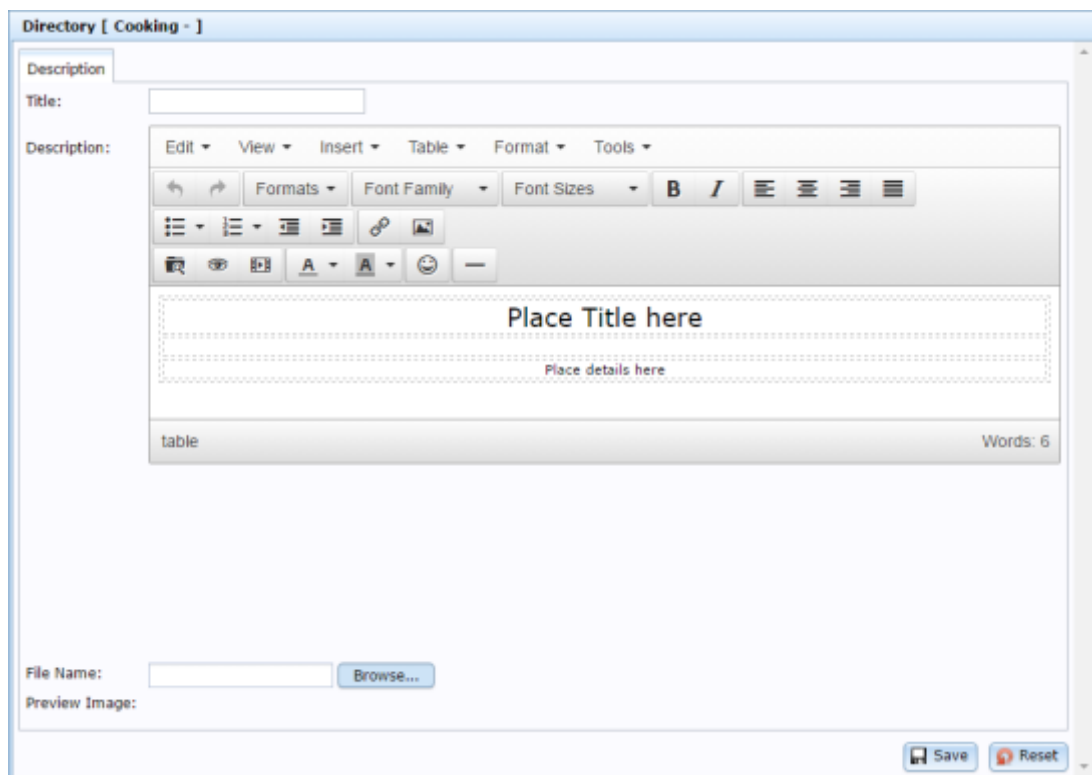 Directory [ Cooking - ]
Description
Title:
Description:
Edit View Insert Table Format Tools
Formats Font Family Font Sizes B I
A A
Place Title here
Place details here
table Words: 6
File Name: Browse...
Preview Image:
Save Reset